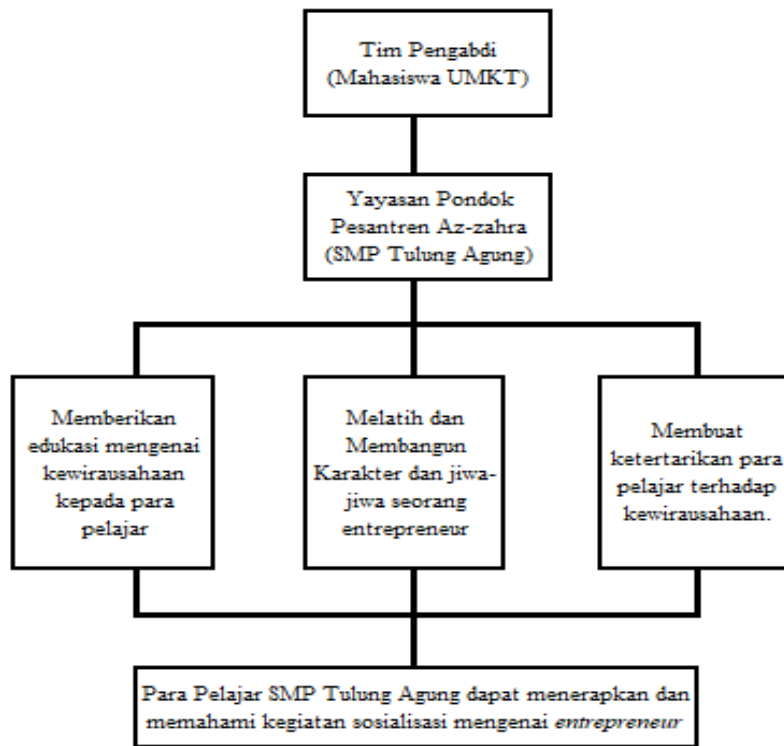 Tim Pengabdi
(Mahasiswa UMKT)
Yayasan Pondok
Pesantren Az-zahra
(SMP Tulung Agung)
Memberikan
edukasi mengenai
kewirausahaan
kepada para
pelajar
Melatih dan
Membangun
Karakter dan jiwa-
jiwa seorang
entrepreneur
Membuat
ketertarikan para
pelajar terhadap
kewirausahaan.
Para Pelajar SMP Tulung Agung dapat menerapkan dan
memahami kegiatan sosialisasi mengenai entrepreneur